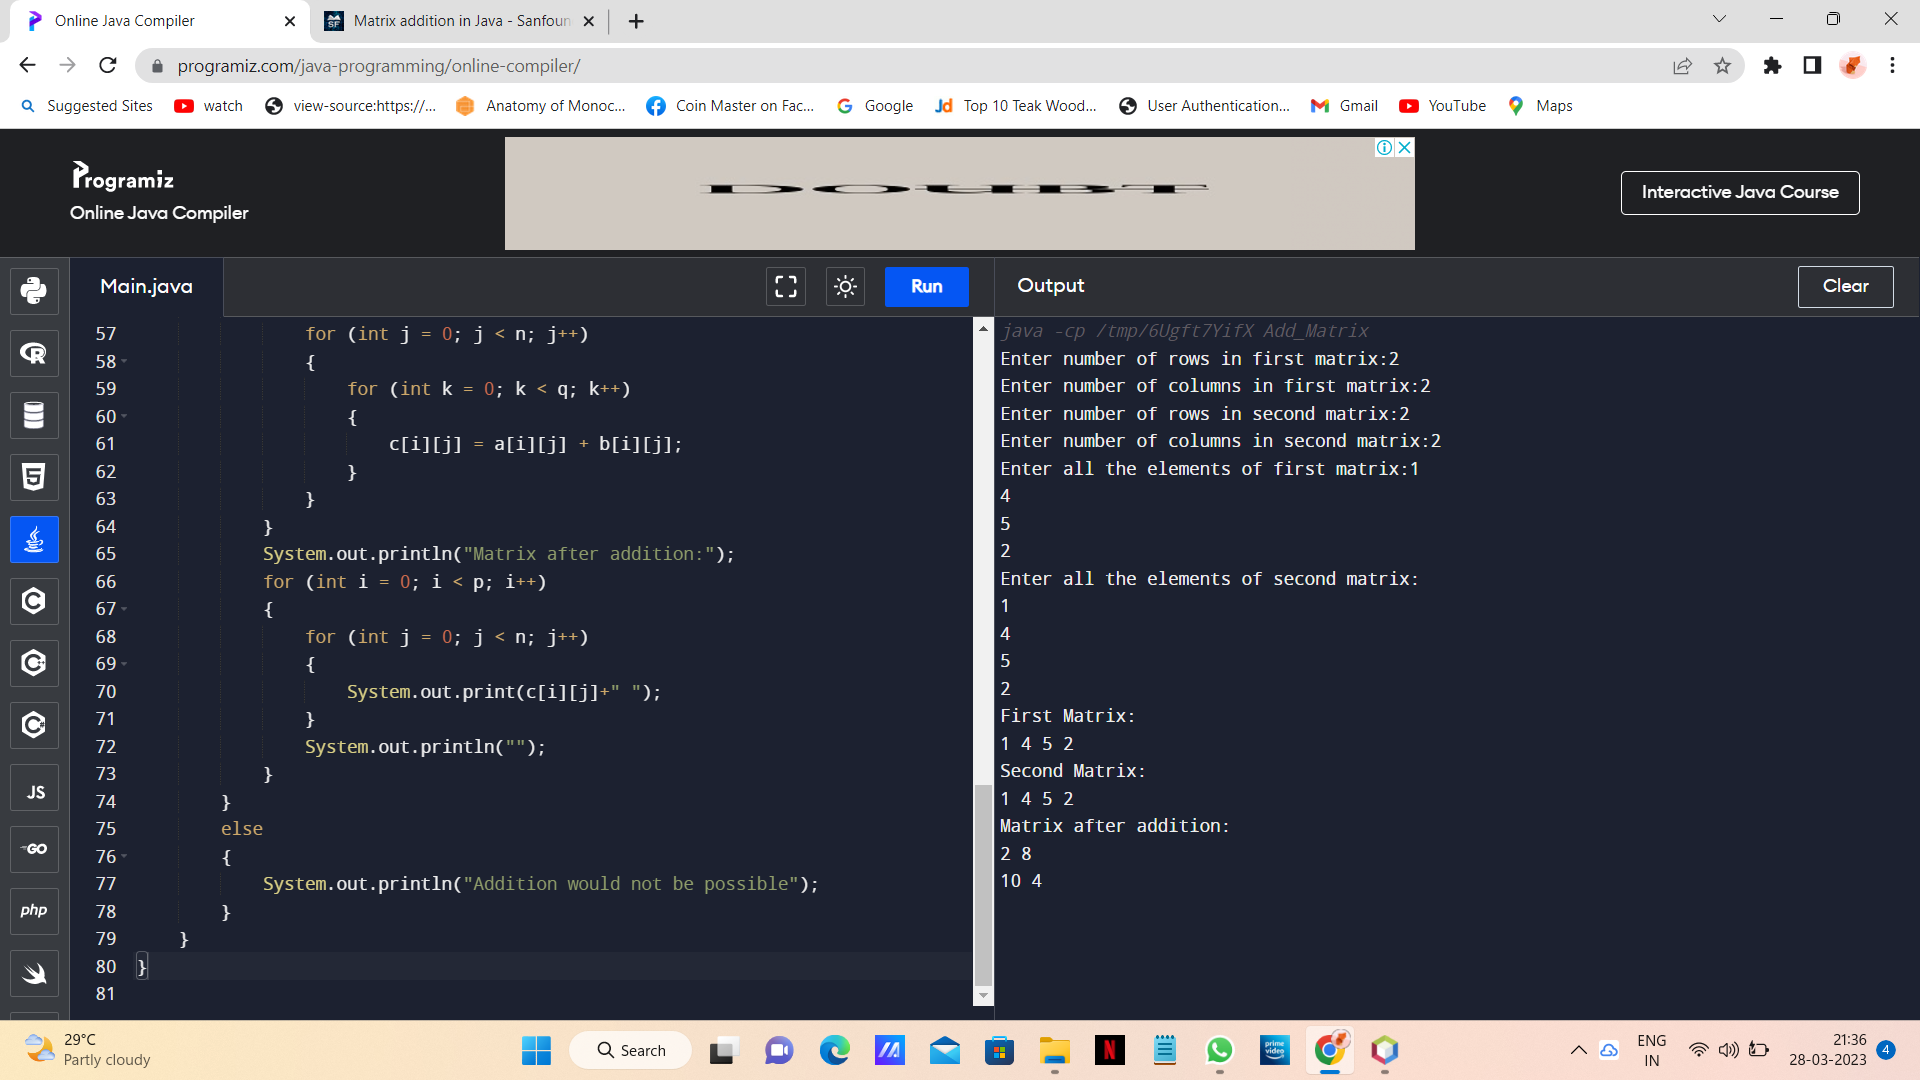 Online Java Compiler
Matrix addition in Java - Sanfoun
programiz.com/java-programming/online-compiler/
Suggested Sites
watch
view-source:https://...
Anatomy of Monoc...
Coin Master on Fac...
Google
Top 10 Teak Wood...
User Authentication...
Gmail
YouTube
Maps
Programiz
Online Java Compiler
DOUBT
Interactive Java Course
Main.java
Run
Output
Clear
57 for (int j = 0; j < n; j++)
58 {
59 for (int k = 0; k < q; k++)
60 {
61 c[i][j] = a[i][j] + b[i][j];
62 }
63 }
64 }
65 System.out.println("Matrix after addition:");
66 for (int i = 0; i < p; i++)
67 {
68 for (int j = 0; j < n; j++)
69 {
70 System.out.print(c[i][j]+" ");
71 }
72 System.out.println("");
73 }
74 }
75 else
76 {
77 System.out.println("Addition would not be possible");
78 }
79 }
80 }
81
java -cp /tmp/6Ugft7YifX Add_Matrix
Enter number of rows in first matrix:2
Enter number of columns in first matrix:2
Enter number of rows in second matrix:2
Enter number of columns in second matrix:2
Enter all the elements of first matrix:1
4
5
2
Enter all the elements of second matrix:
1
4
5
2
First Matrix:
1 4 5 2
Second Matrix:
1 4 5 2
Matrix after addition:
2 8
10 4
JS
GO
php
29°C
Partly cloudy
Search
prime video
ENG
IN
21:36
28-03-2023
4